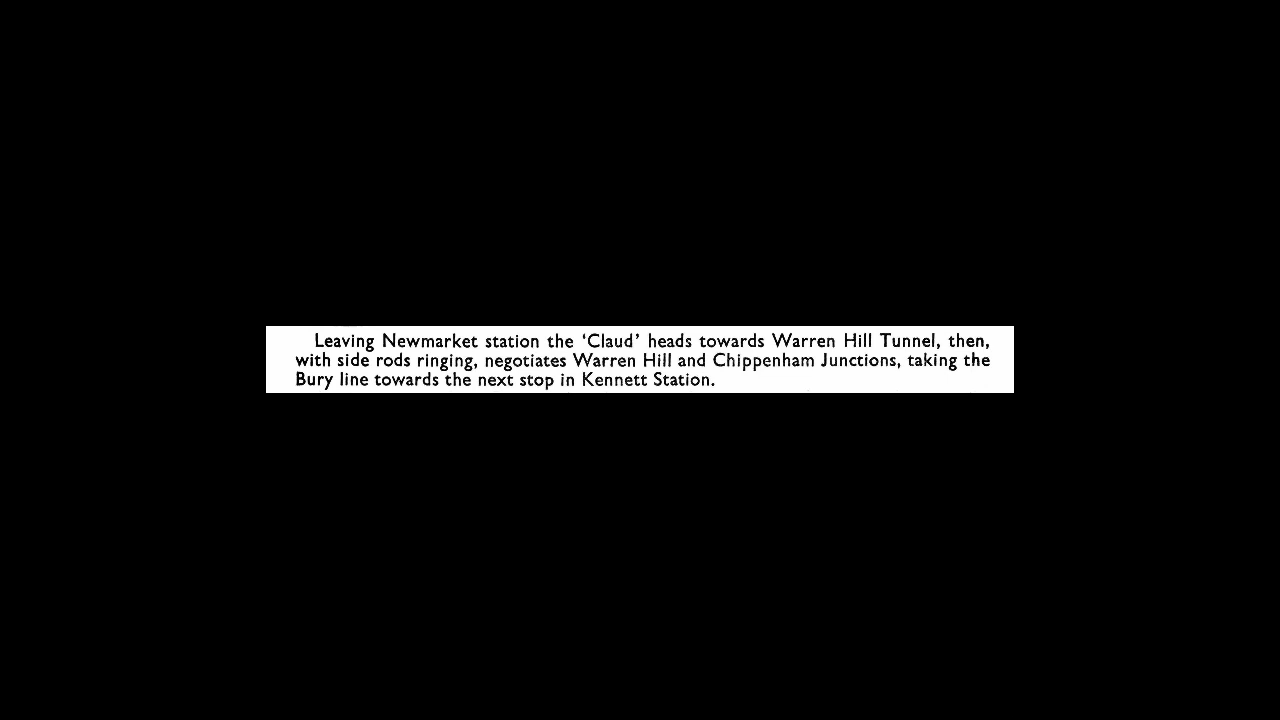 Leaving Newmarket station the ‘Claud’ heads towards Warren Hill Tunnel, then,
with side rods ringing, negotiates Warren Hill and Chippenham Junctions, taking the
Bury line towards the next stop in Kennett Station.